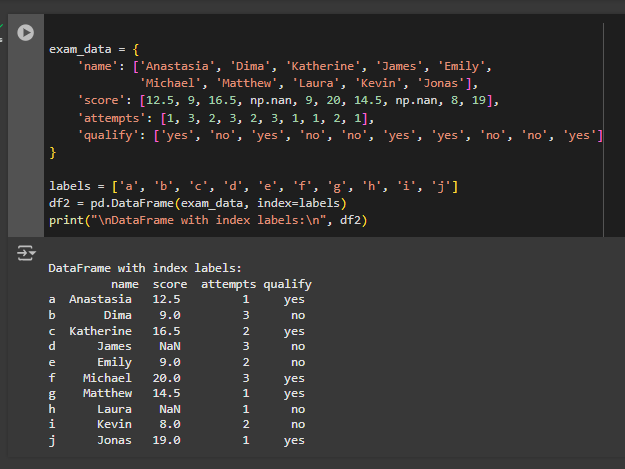 exam_data = {
    'name': ['Anastasia', 'Dima', 'Katherine', 'James', 'Emily',
             'Michael', 'Matthew', 'Laura', 'Kevin', 'Jonas'],
    'score': [12.5, 9, 16.5, np.nan, 9, 20, 14.5, np.nan, 8, 19],
    'attempts': [1, 3, 2, 3, 2, 3, 1, 1, 2, 1],
    'qualify': ['yes', 'no', 'yes', 'no', 'no', 'yes', 'yes', 'no', 'no', 'yes']
}
labels = ['a', 'b', 'c', 'd', 'e', 'f', 'g', 'h', 'i', 'j']
df2 = pd.DataFrame(exam_data, index=labels)
print("\nDataFrame with index labels:\n", df2)
DataFrame with index labels:
         name  score  attempts qualify
a  Anastasia   12.5         1     yes
b       Dima    9.0         3      no
c  Katherine   16.5         2     yes
d      James    NaN         3      no
e      Emily    9.0         2      no
f    Michael   20.0         3     yes
g    Matthew   14.5         1     yes
h      Laura    NaN         1      no
i      Kevin    8.0         2      no
j      Jonas   19.0         1     yes